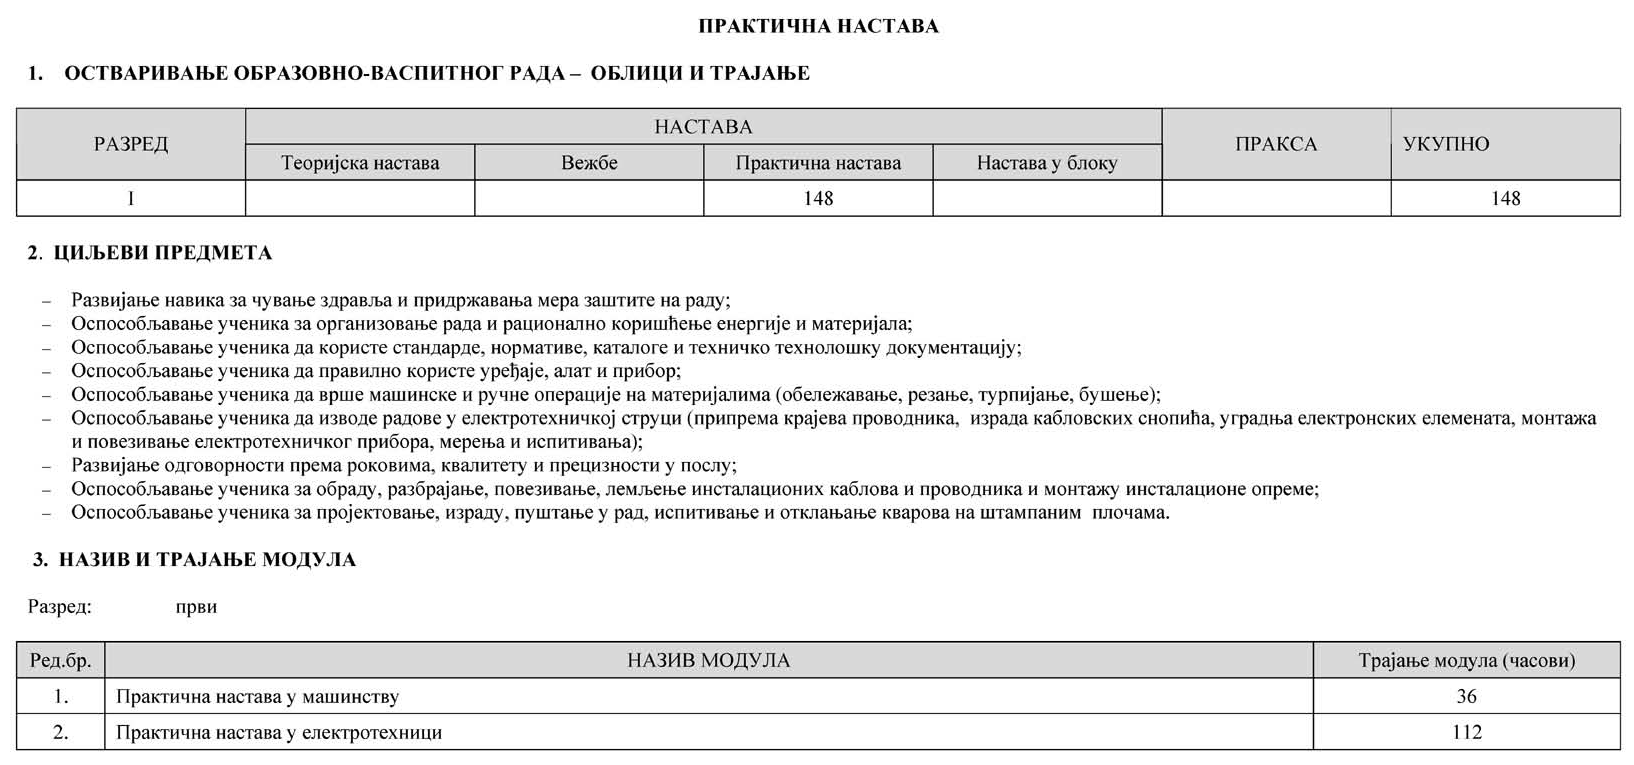 ПРАКТИЧНА НАСТАВА
1. ОСТВАРИВАЊЕ ОБРАЗОВНО-ВАСПИТНОГ РАДА – ОБЛИЦИ И ТРАЈАЊЕ
РАЗРЕД НАСТАВА ПРАКСА УКУПНО
Теоријска настава Вежбе Практична настава Настава у блоку
I 148 148
2. ЦИЉЕВИ ПРЕДМЕТА
– Развијање навика за чување здравља и придржавања мера заштите на раду;
– Оспособљавање ученика за организовање рада и рационално коришћење енергије и материјала;
– Оспособљавање ученика да користе стандарде, нормативе, каталоге и техничко технолошку документацију;
– Оспособљавање ученика да правилно користе уређаје, алат и прибор;
– Оспособљавање ученика да врше машинске и ручне операције на материјалима (обележавање, резање, турпијање, бушење);
– Оспособљавање ученика да изводе радове у електротехничкој струци (припрема крајева проводника, израда кабловских снопића, уградња електронских елемената, монтажа
и повезивање електротехничког прибора, мерења и испитивања);
– Развијање одговорности према роковима, квалитету и прецизности у послу;
– Оспособљавање ученика за обраду, разбрајање, повезивање, лемљење инсталационих каблова и проводника и монтажу инсталационе опреме;
– Оспособљавање ученика за пројектовање, израду, пуштање у рад, испитивање и отклањање кварова на штампаним плочама.
3. НАЗИВ И ТРАЈАЊЕ МОДУЛА
Разред: први
Ред.бр. НАЗИВ МОДУЛА Трајање модула (часови)
1. Практична настава у машинству 36
2. Практична настава у електротехници 112